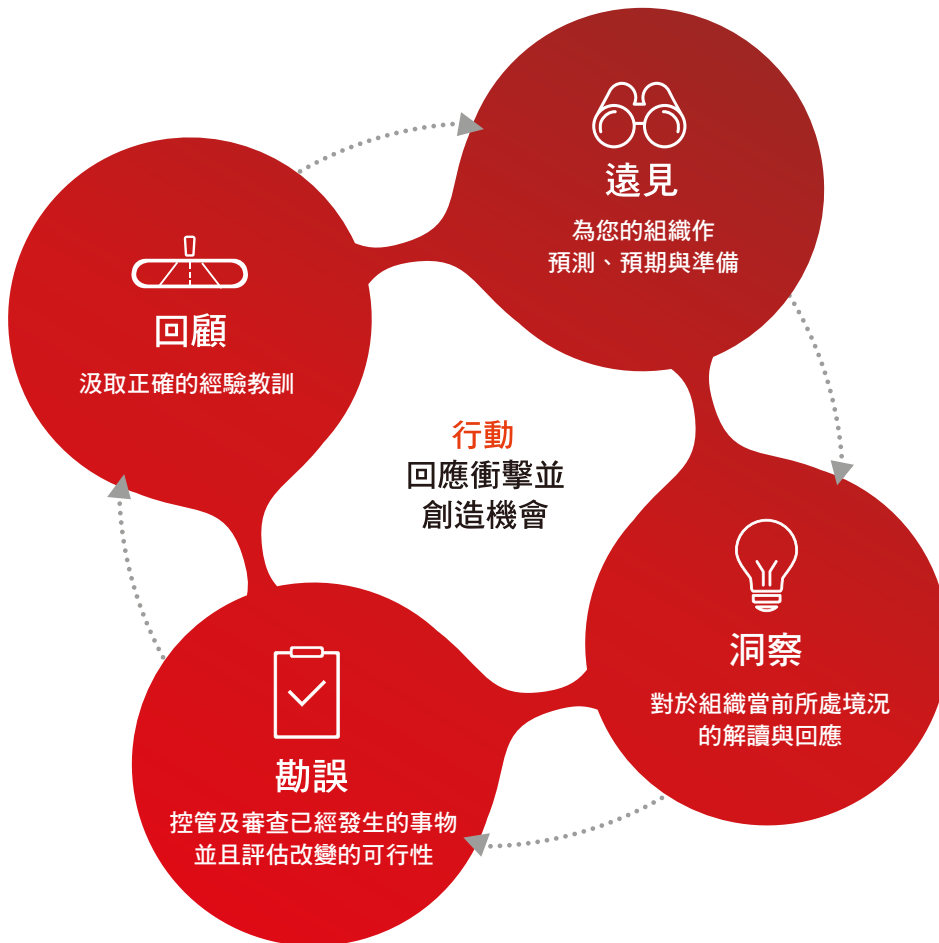 遠見
為您的組織作
預測、預期與準備
回顧
汲取正確的經驗教訓
行動
回應衝擊並
創造機會
洞察
對於組織當前所處境況
的解讀與回應
勘誤
控管及審查已經發生的事物
並且評估改變的可行性